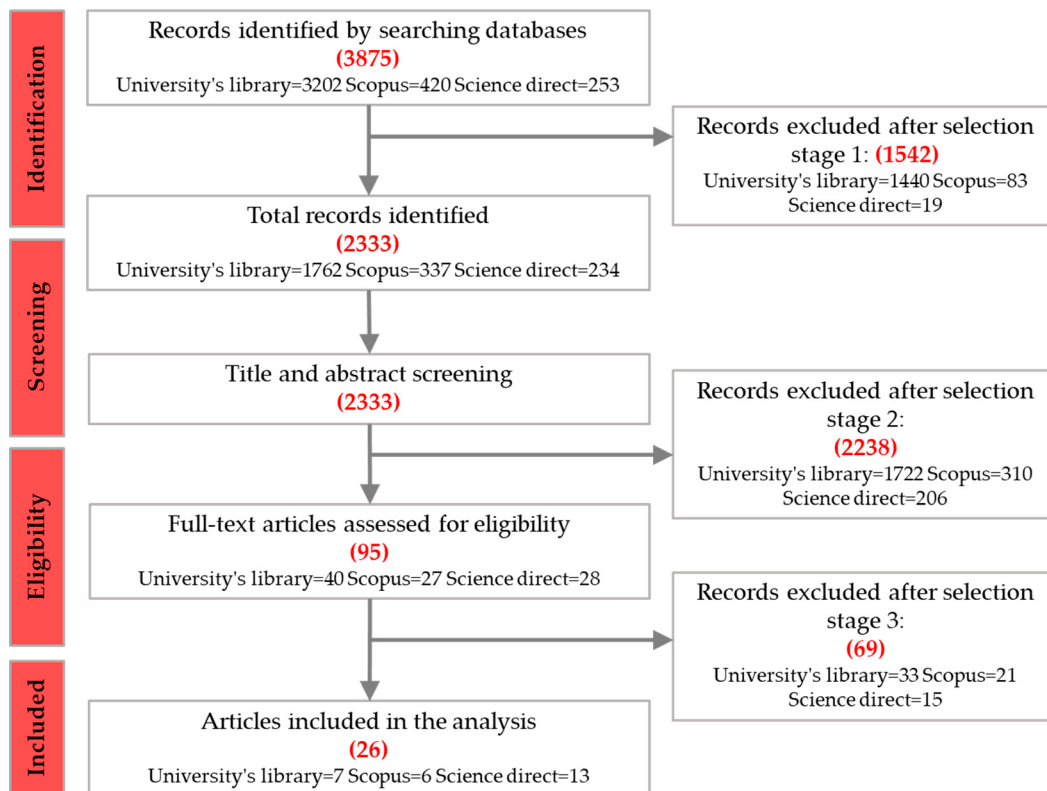 Identification
Records identified by searching databases
(3875)
University's library=3202 Scopus=420 Science direct=253
Records excluded after selection
stage 1: (1542)
University's library=1440 Scopus=83
Science direct=19
Total records identified
(2333)
University's library=1762 Scopus=337 Science direct=234
Screening
Title and abstract screening
(2333)
Records excluded after selection
stage 2:
(2238)
University's library=1722 Scopus=310
Science direct=206
Eligibility
Full-text articles assessed for eligibility
(95)
University's library=40 Scopus=27 Science direct=28
Records excluded after selection
stage 3:
(69)
University's library=33 Scopus=21
Science direct=15
Included
Articles included in the analysis
(26)
University's library=7 Scopus=6 Science direct=13